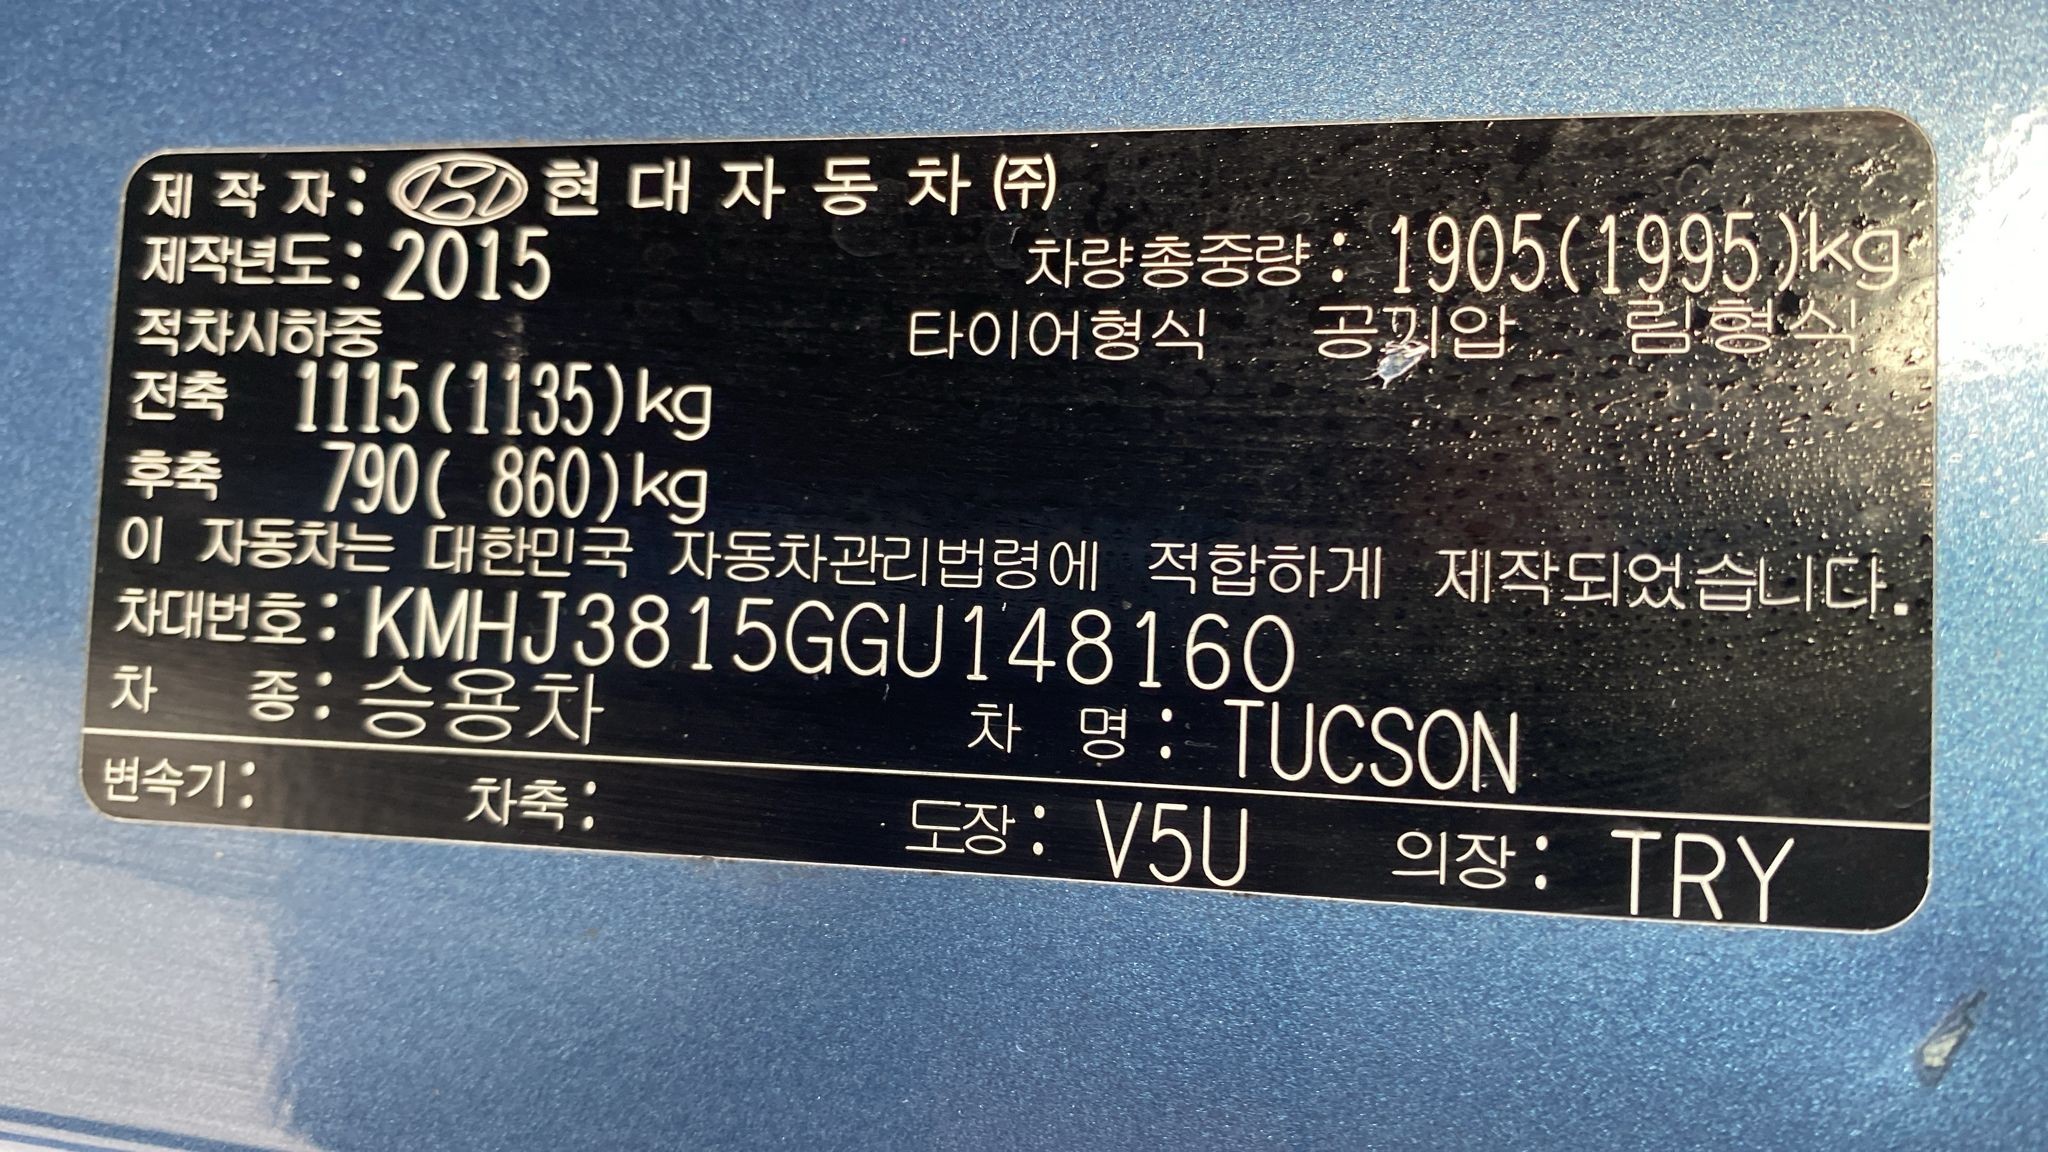 제 작 자: 현 대 자 동 차 ㈜
제작년도: 2015 차량총중량: 1905(1995)kg
적차시하중 타이어형식 공기압 림형식
전축 1115(1135)kg
후축 790( 860)kg
이 자동차는 대한민국 자동차관리법령에 적합하게 제작되었습니다.
차대번호: KMHJ3815GGU148160
차 종: 승용차 차 명: TUCSON
변속기: 차축: 도장: V5U 의장: TRY